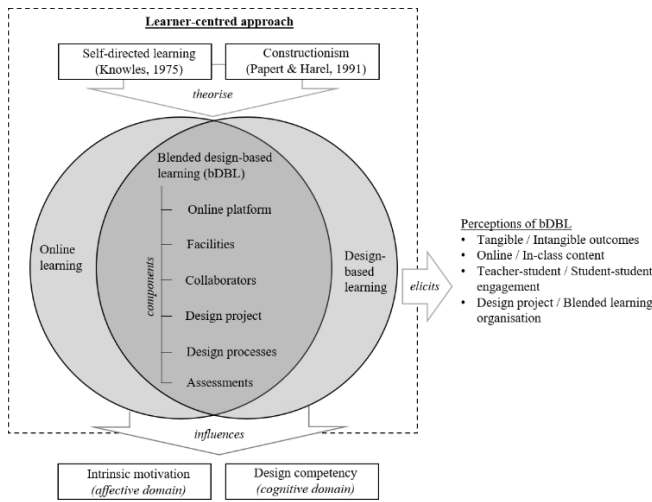 Learner-centred approach
Self-directed learning
(Knowles, 1975)
Constructionism
(Papert & Harel, 1991)
theorise
Blended design-based
learning (bDBL)
Online
learning
components
Online platform
Facilities
Collaborators
Design project
Design processes
Assessments
Design-
based
learning
elicits
Perceptions of bDBL
• Tangible / Intangible outcomes
• Online / In-class content
• Teacher-student / Student-student
engagement
• Design project / Blended learning
organisation
influences
Intrinsic motivation
(affective domain)
Design competency
(cognitive domain)